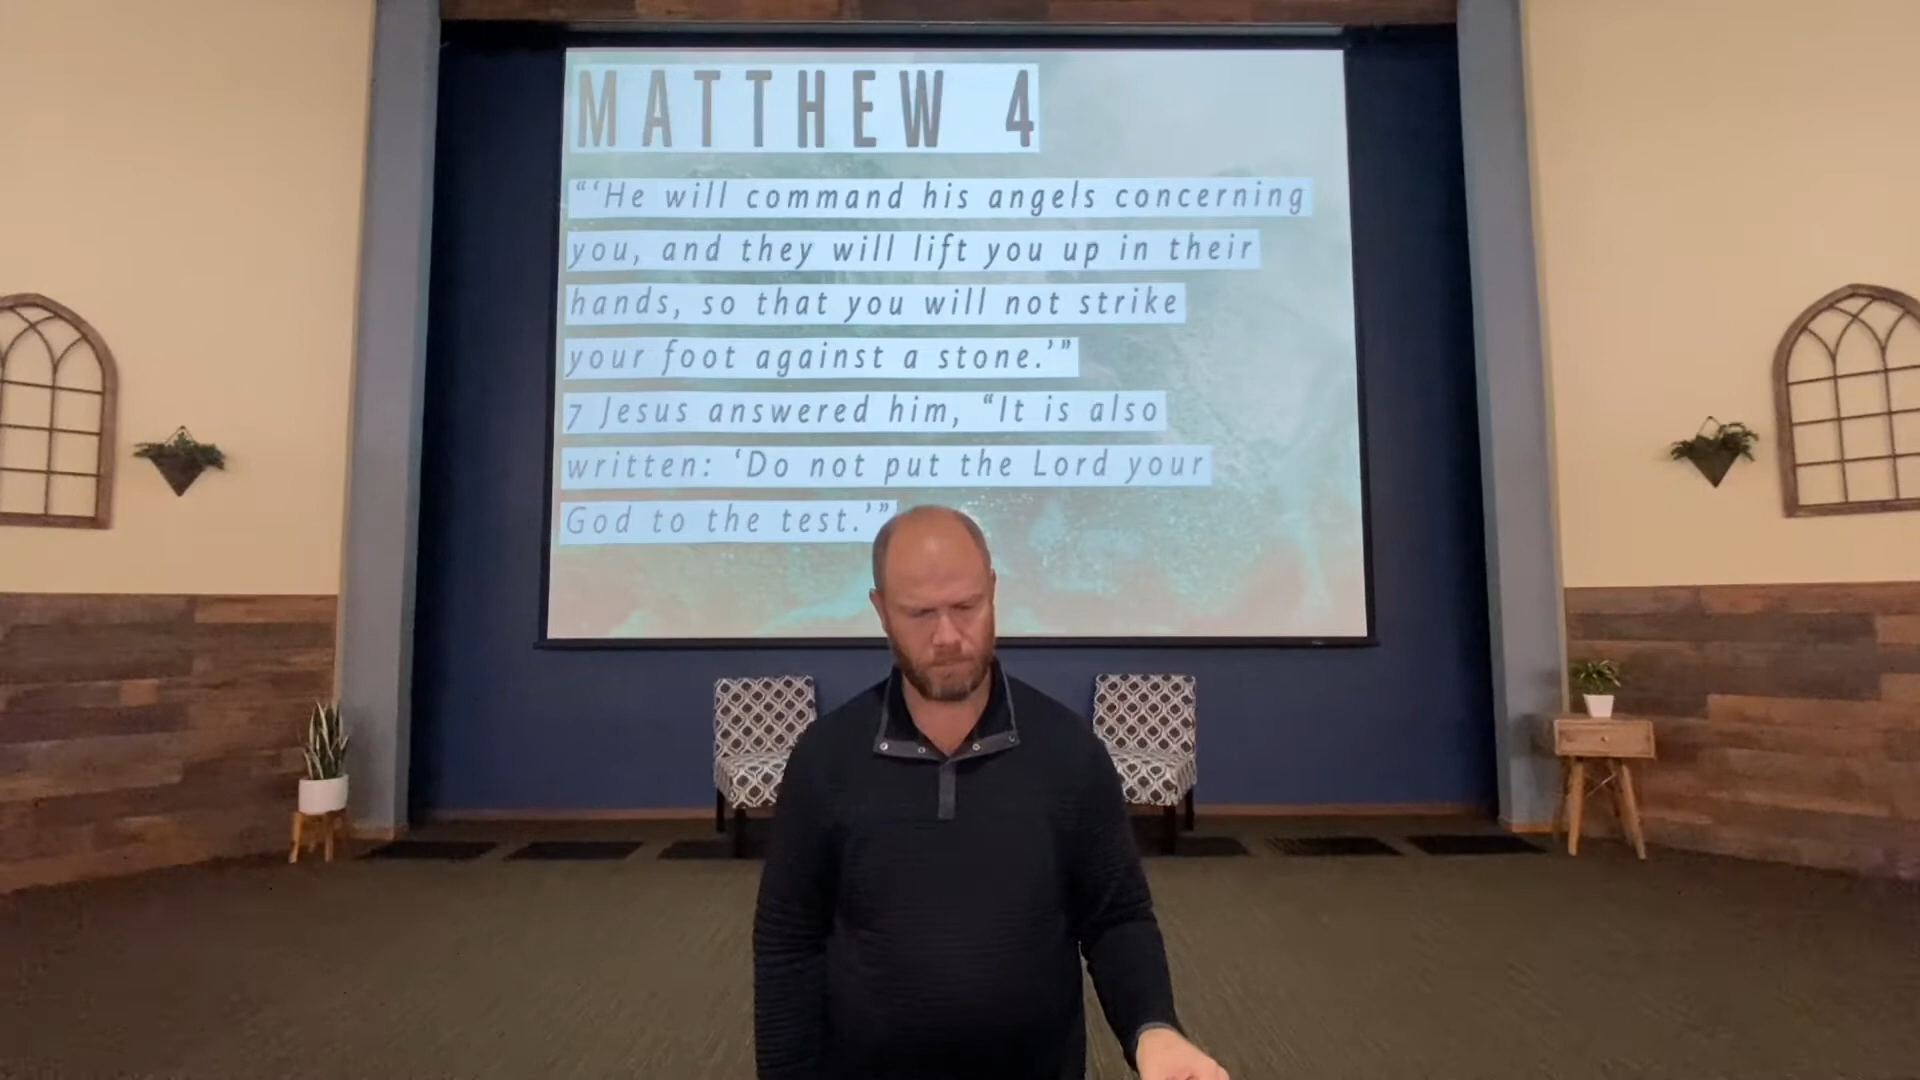 MATTHEW 4
“‘He will command his angels concerning
you, and they will lift you up in their
hands, so that you will not strike
your foot against a stone.’”
7 Jesus answered him, “It is also
written: ‘Do not put the Lord your
God to the test.’”